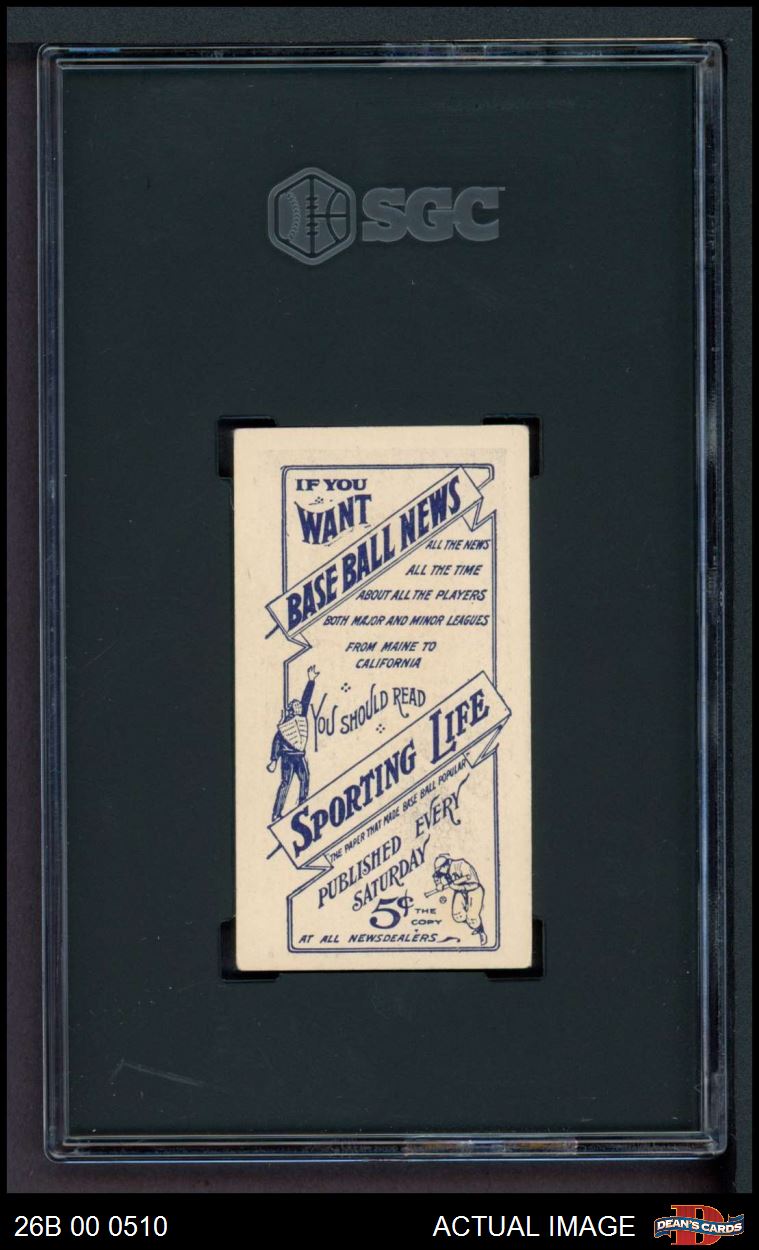 SGC
IF YOU
WANT
BASE BALL NEWS
ALL THE NEWS
ALL THE TIME
ABOUT ALL THE PLAYERS
BOTH MAJOR AND MINOR LEAGUES
FROM MAINE TO
CALIFORNIA
YOU SHOULD READ
SPORTING LIFE
THE PAPER THAT MADE BASE BALL POPULAR
PUBLISHED EVERY
SATURDAY
5¢ THE
COPY
AT ALL NEWSDEALERS
26B 00 0510
ACTUAL IMAGE
DEAN'S CARDS